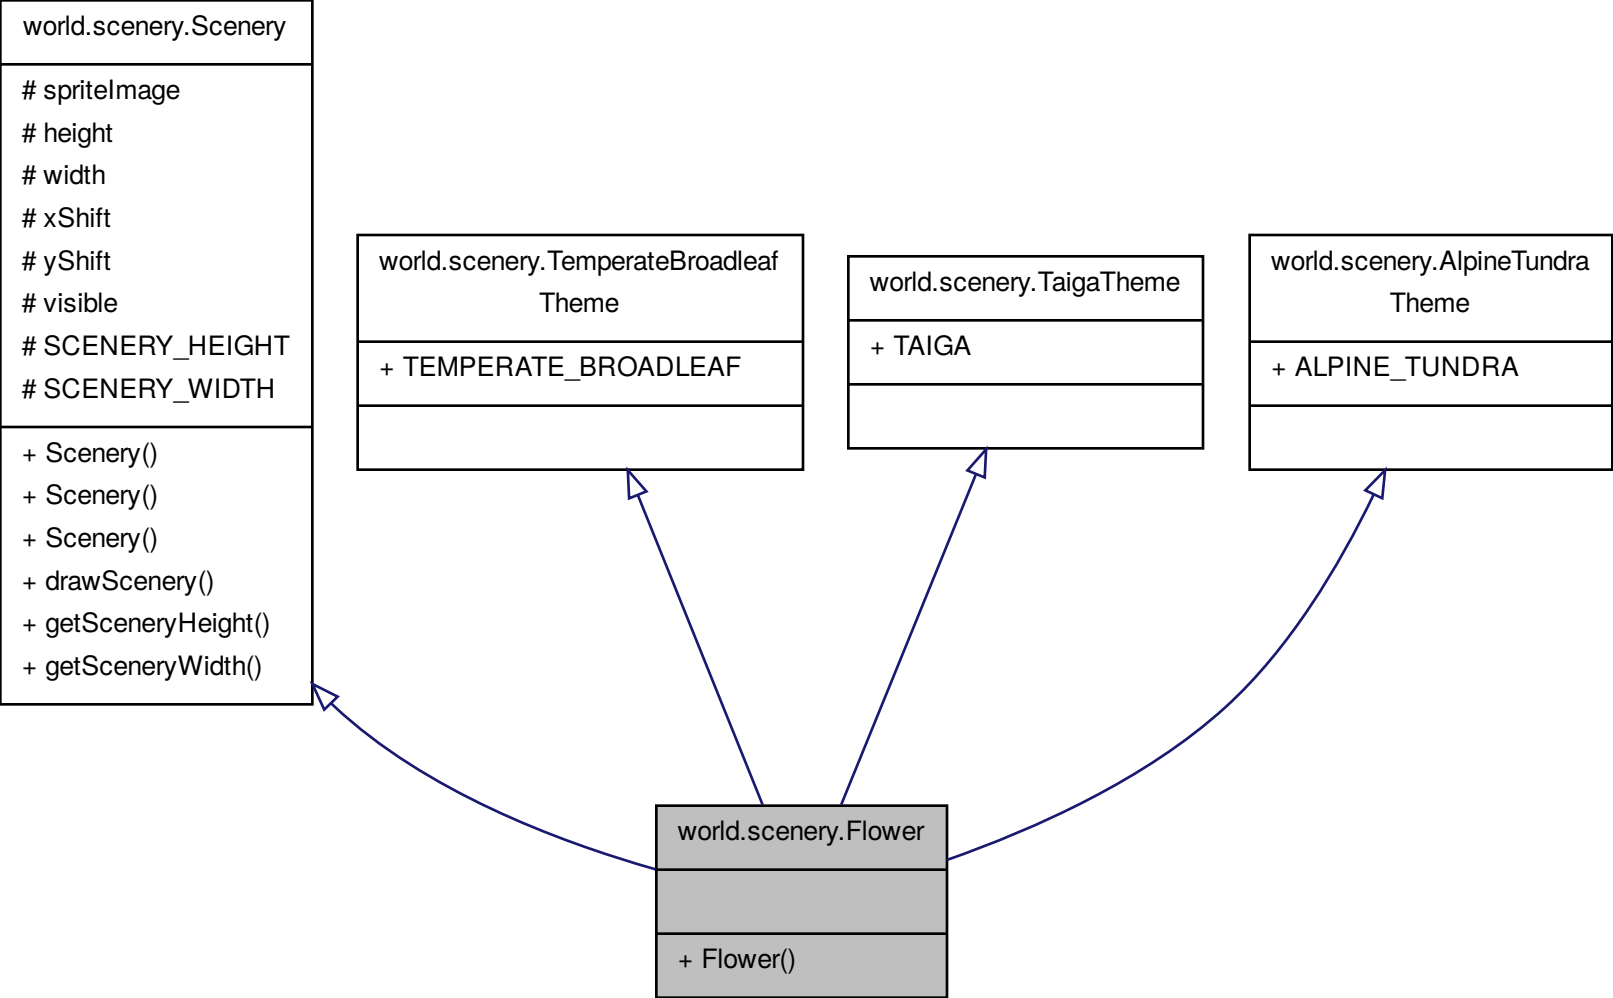 world.scenery.Scenery
# spriteImage
# height
# width
# xShift
# yShift
# visible
# SCENERY_HEIGHT
# SCENERY_WIDTH
+ Scenery()
+ Scenery()
+ Scenery()
+ drawScenery()
+ getSceneryHeight()
+ getSceneryWidth()
world.scenery.TemperateBroadleaf
Theme
+ TEMPERATE_BROADLEAF
world.scenery.TaigaTheme
+ TAIGA
world.scenery.AlpineTundra
Theme
+ ALPINE_TUNDRA
world.scenery.Flower
+ Flower()